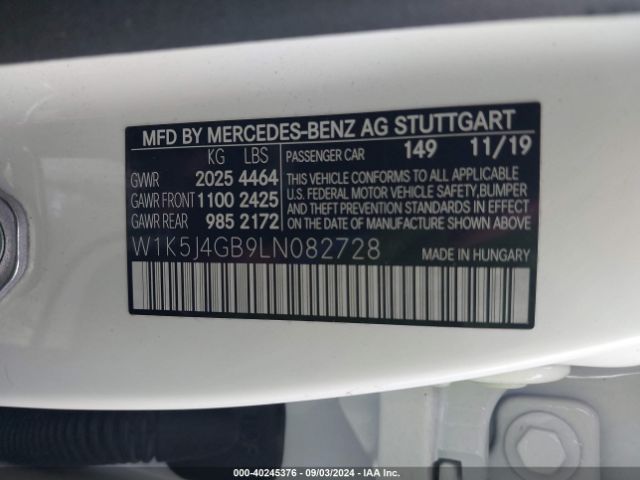 MFD BY MERCEDES-BENZ AG STUTTGART
KG LBS PASSENGER CAR 149 11/19
GVWR 2025 4464
GAWR FRONT 1100 2425
GAWR REAR 985 2172
THIS VEHICLE CONFORMS TO ALL APPLICABLE
U.S. FEDERAL MOTOR VEHICLE SAFETY, BUMPER
AND THEFT PREVENTION STANDARDS IN EFFECT
ON THE DATE OF MANUFACTURE SHOWN ABOVE
W1K5J4GB9LN082728
MADE IN HUNGARY
000-40245376 - 09/03/2024 - IAA Inc.